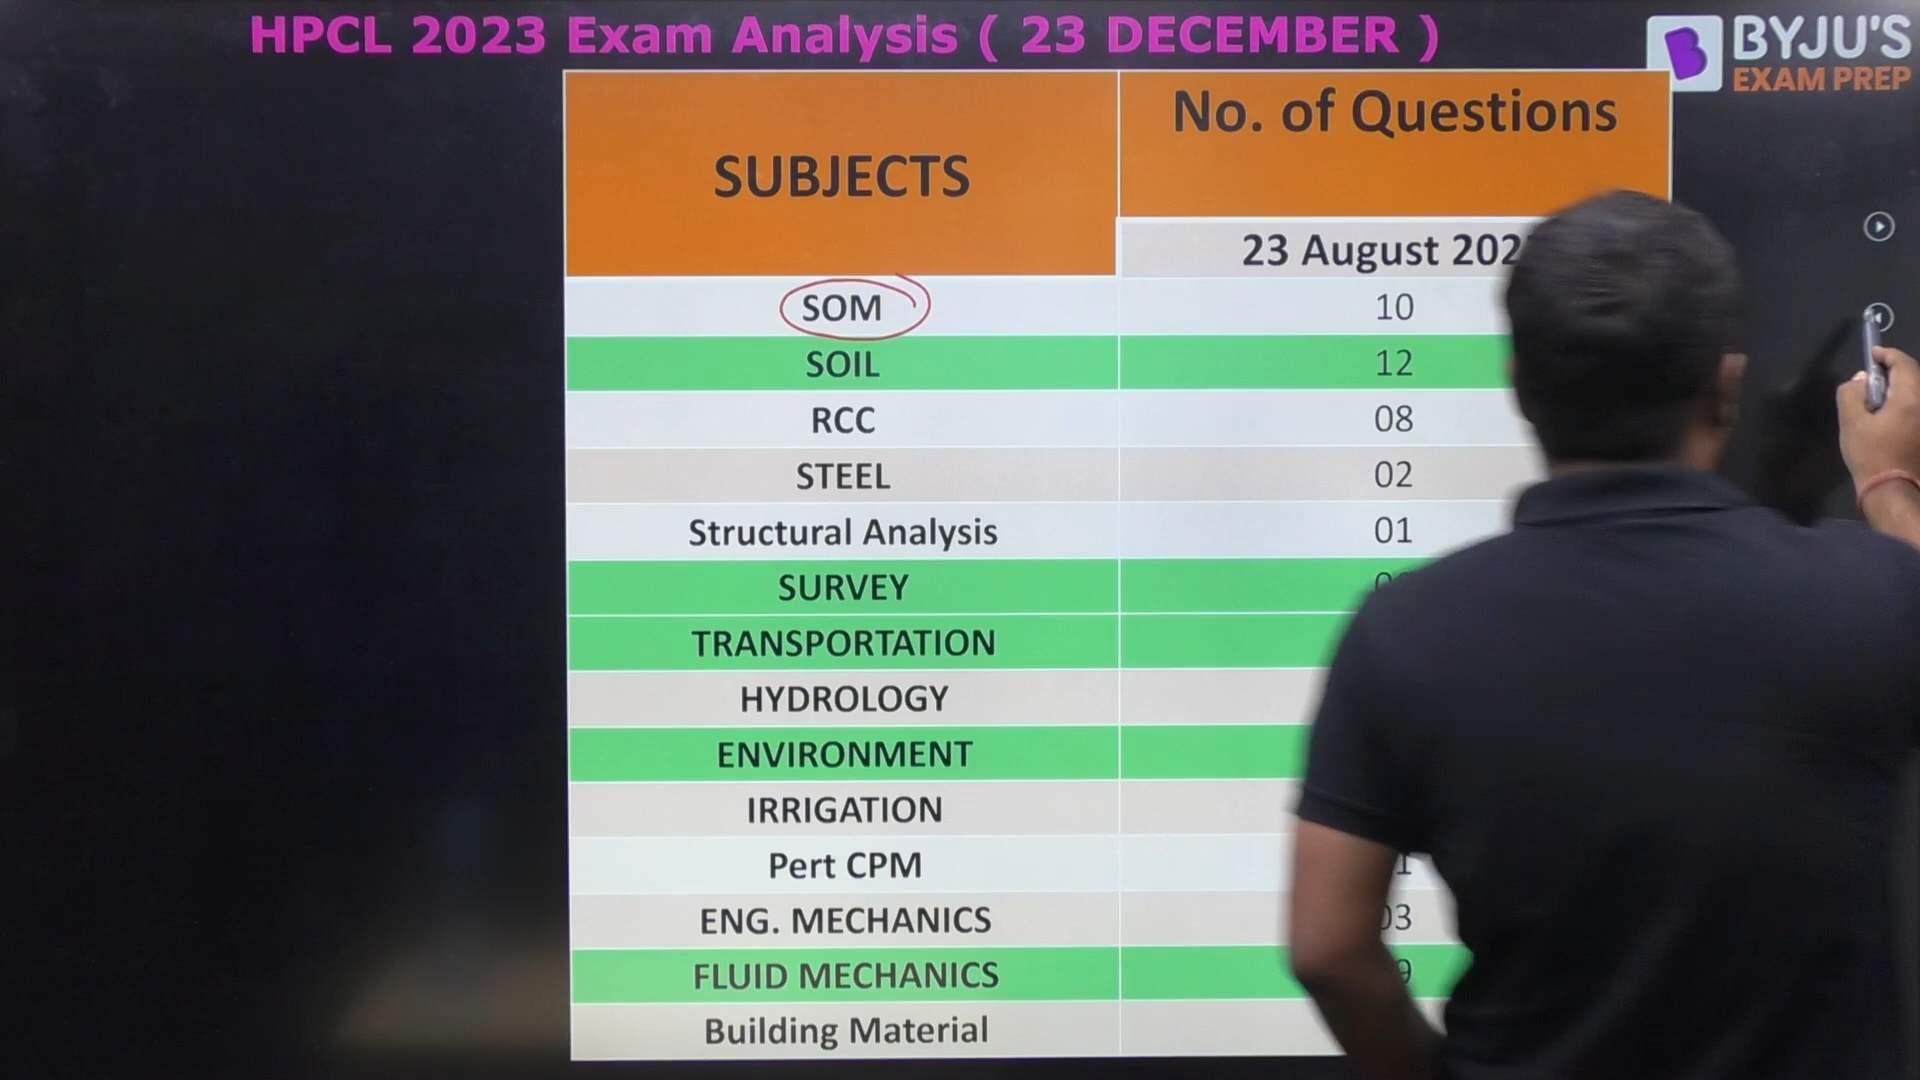 HPCL 2023 Exam Analysis ( 23 DECEMBER )
BYJU'S
EXAM PREP
SUBJECTS
No. of Questions
23 August
SOM 10
SOIL 12
RCC 08
STEEL 02
Structural Analysis 01
SURVEY
TRANSPORTATION
HYDROLOGY
ENVIRONMENT
IRRIGATION
Pert CPM
ENG. MECHANICS
FLUID MECHANICS
Building Material